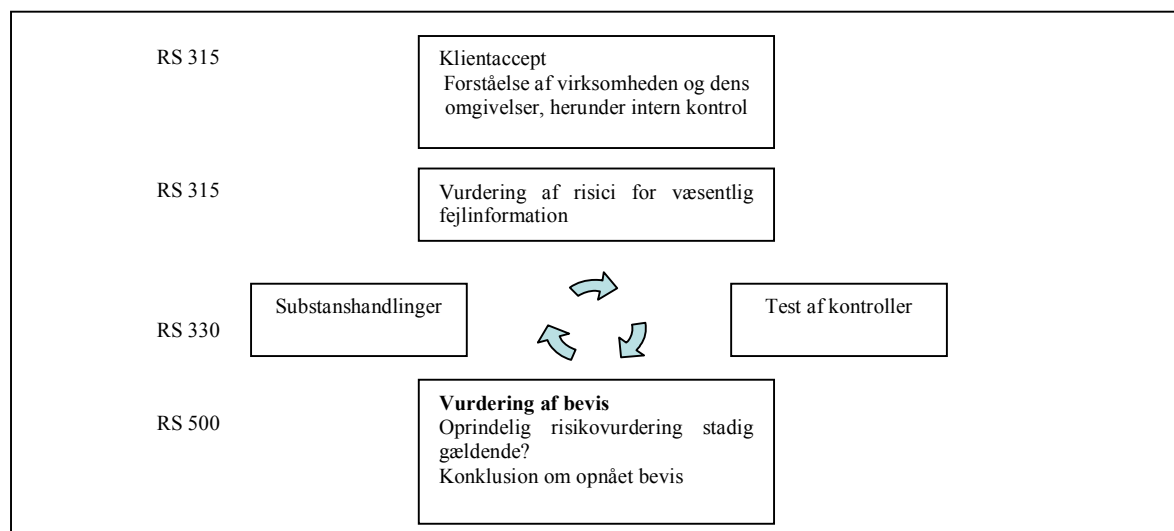 RS 315
Klientaccept
Forståelse af virksomheden og dens
omgivelser, herunder intern kontrol
RS 315
Vurdering af risici for væsentlig
fejlinformation
Substanshandlinger
Test af kontroller
RS 330
RS 500
Vurdering af bevis
Oprindelig risikovurdering stadig
gældende?
Konklusion om opnået bevis